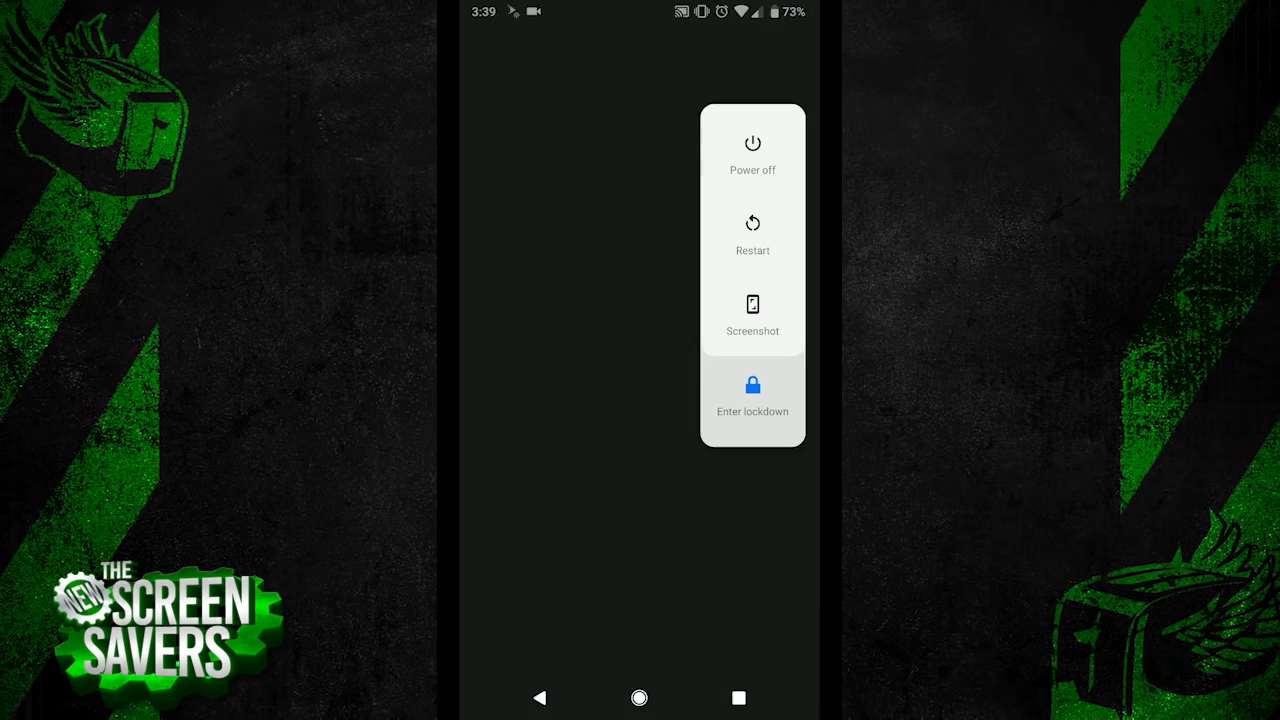 3:39
73%
Power off
Restart
Screenshot
Enter lockdown
THE
NEW
SCREEN
SAVERS